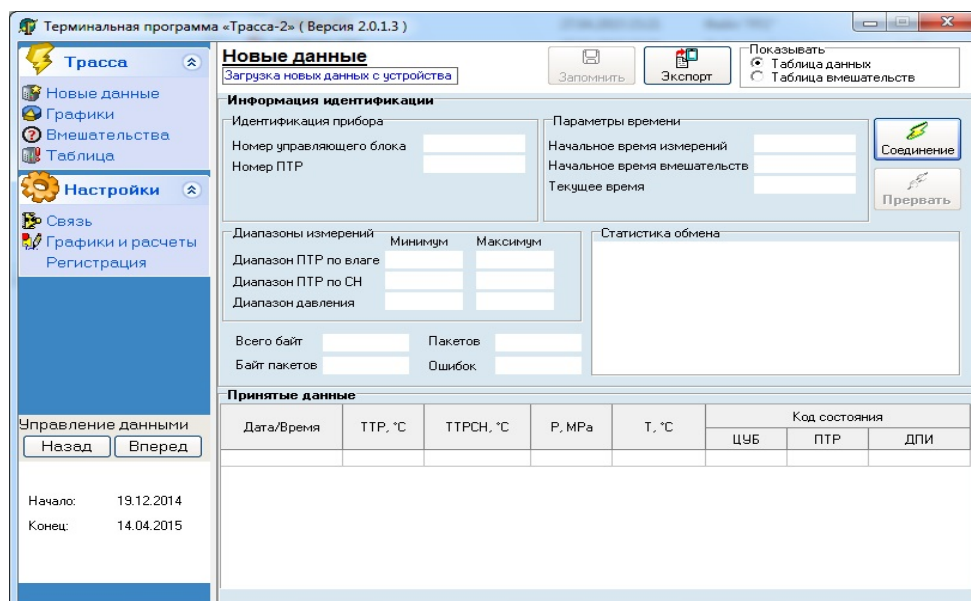 Терминальная программа «Трасса-2» ( Версия 2.0.1.3 )
Трасса
Новые данные
Графики
Вмешательства
Таблица
Настройки
Связь
Графики и расчеты
Регистрация
Управление данными
Назад Вперед
Начало: 19.12.2014
Конец: 14.04.2015
Новые данные
Загрузка новых данных с устройства
Запомнить
Экспорт
Показывать
Таблица данных
Таблица вмешательств
Информация идентификации
Идентификация прибора
Номер управляющего блока
Номер ПТР
Параметры времени
Начальное время измерений
Начальное время вмешательств
Текущее время
Соединение
Прервать
Диапазоны измерений
Минимум Максимум
Диапазон ПТР по влаге
Диапазон ПТР по СН
Диапазон давления
Статистика обмена
Всего байт Пакетов
Байт пакетов Ошибок
Принятые данные
Дата/Время ТТР, °С ТТРСН, °С Р, МРа Т, °С Код состояния
ЦУБ ПТР ДПИ